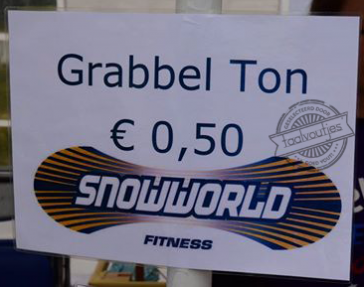 Grabbel Ton
€ 0,50
taalvoutjes
SNOWWORLD
FITNESS